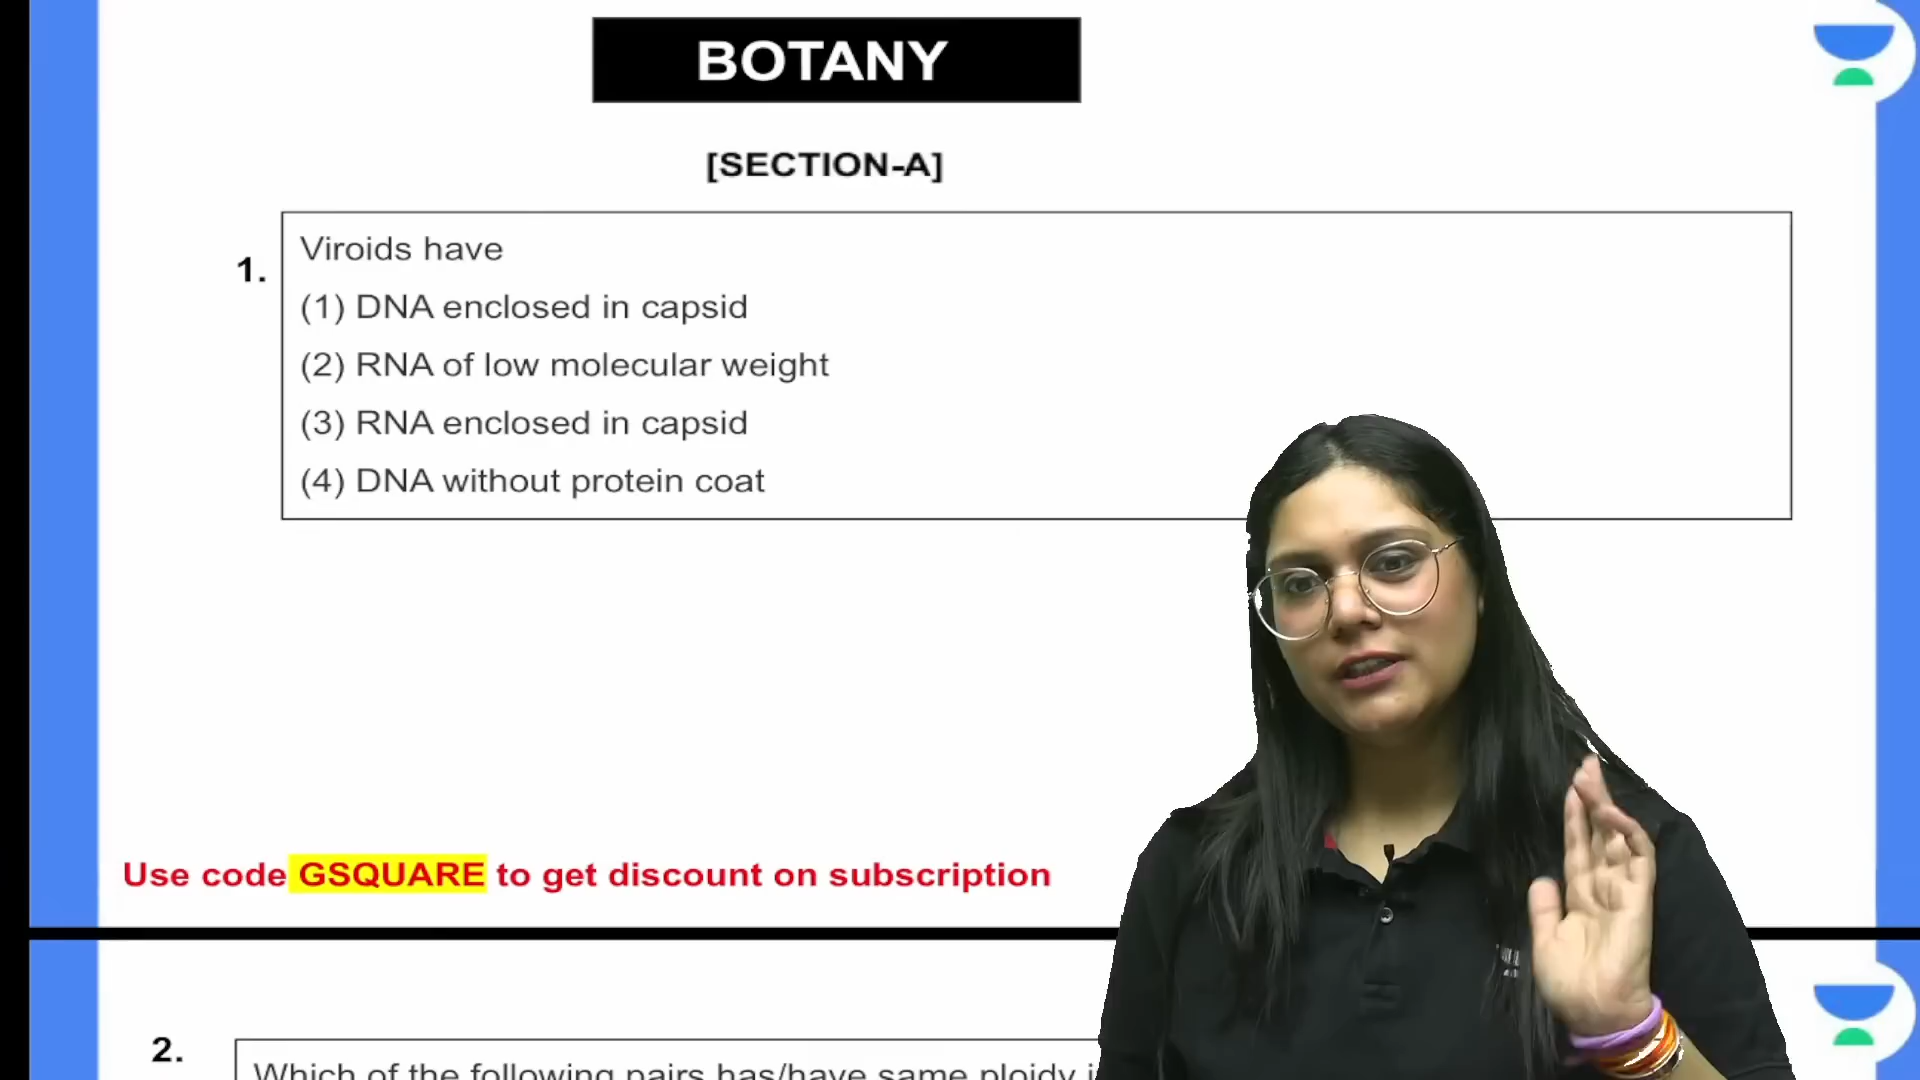 BOTANY
[SECTION-A]
1.
Viroids have
(1) DNA enclosed in capsid
(2) RNA of low molecular weight
(3) RNA enclosed in capsid
(4) DNA without protein coat
Use code GSQUARE to get discount on subscription
2.
Which of the following pairs has/have same ploidy